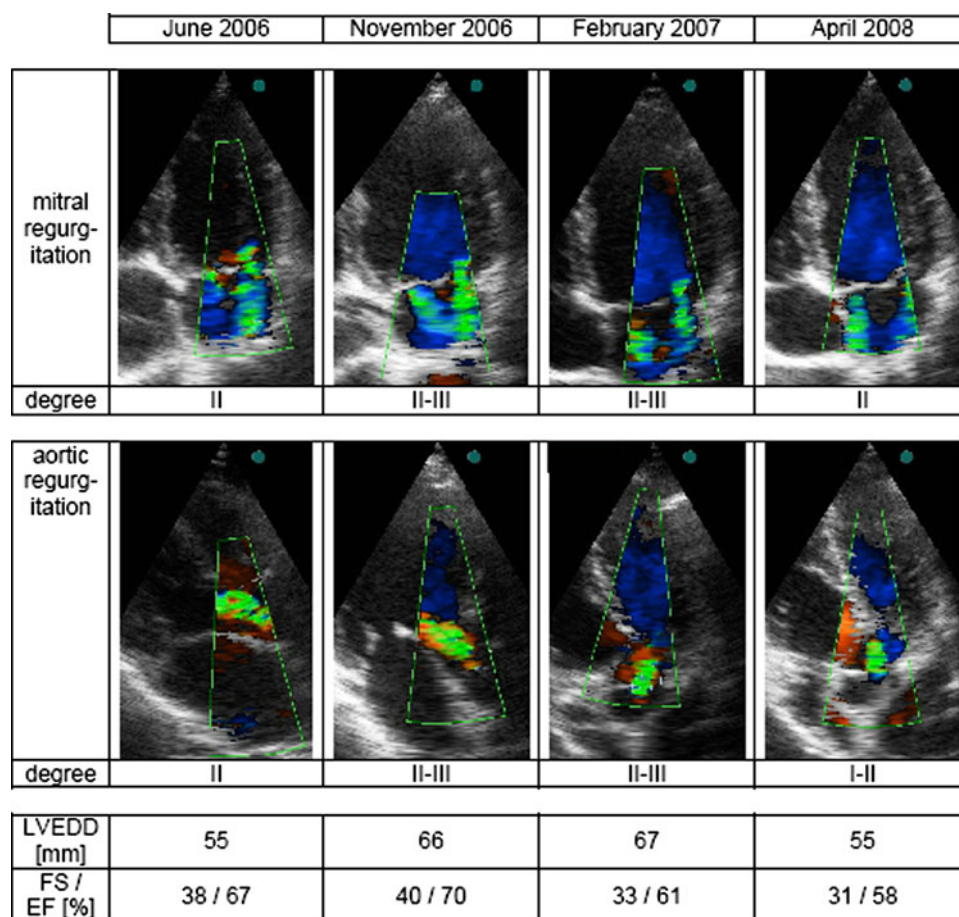 June 2006 November 2006 February 2007 April 2008
mitral
regurg-
itation
degree II II-III II-III II
aortic
regurg-
itation
degree II II-III II-III I-II
LVEDD
[mm] 55 66 67 55
FS /
EF [%] 38 / 67 40 / 70 33 / 61 31 / 58